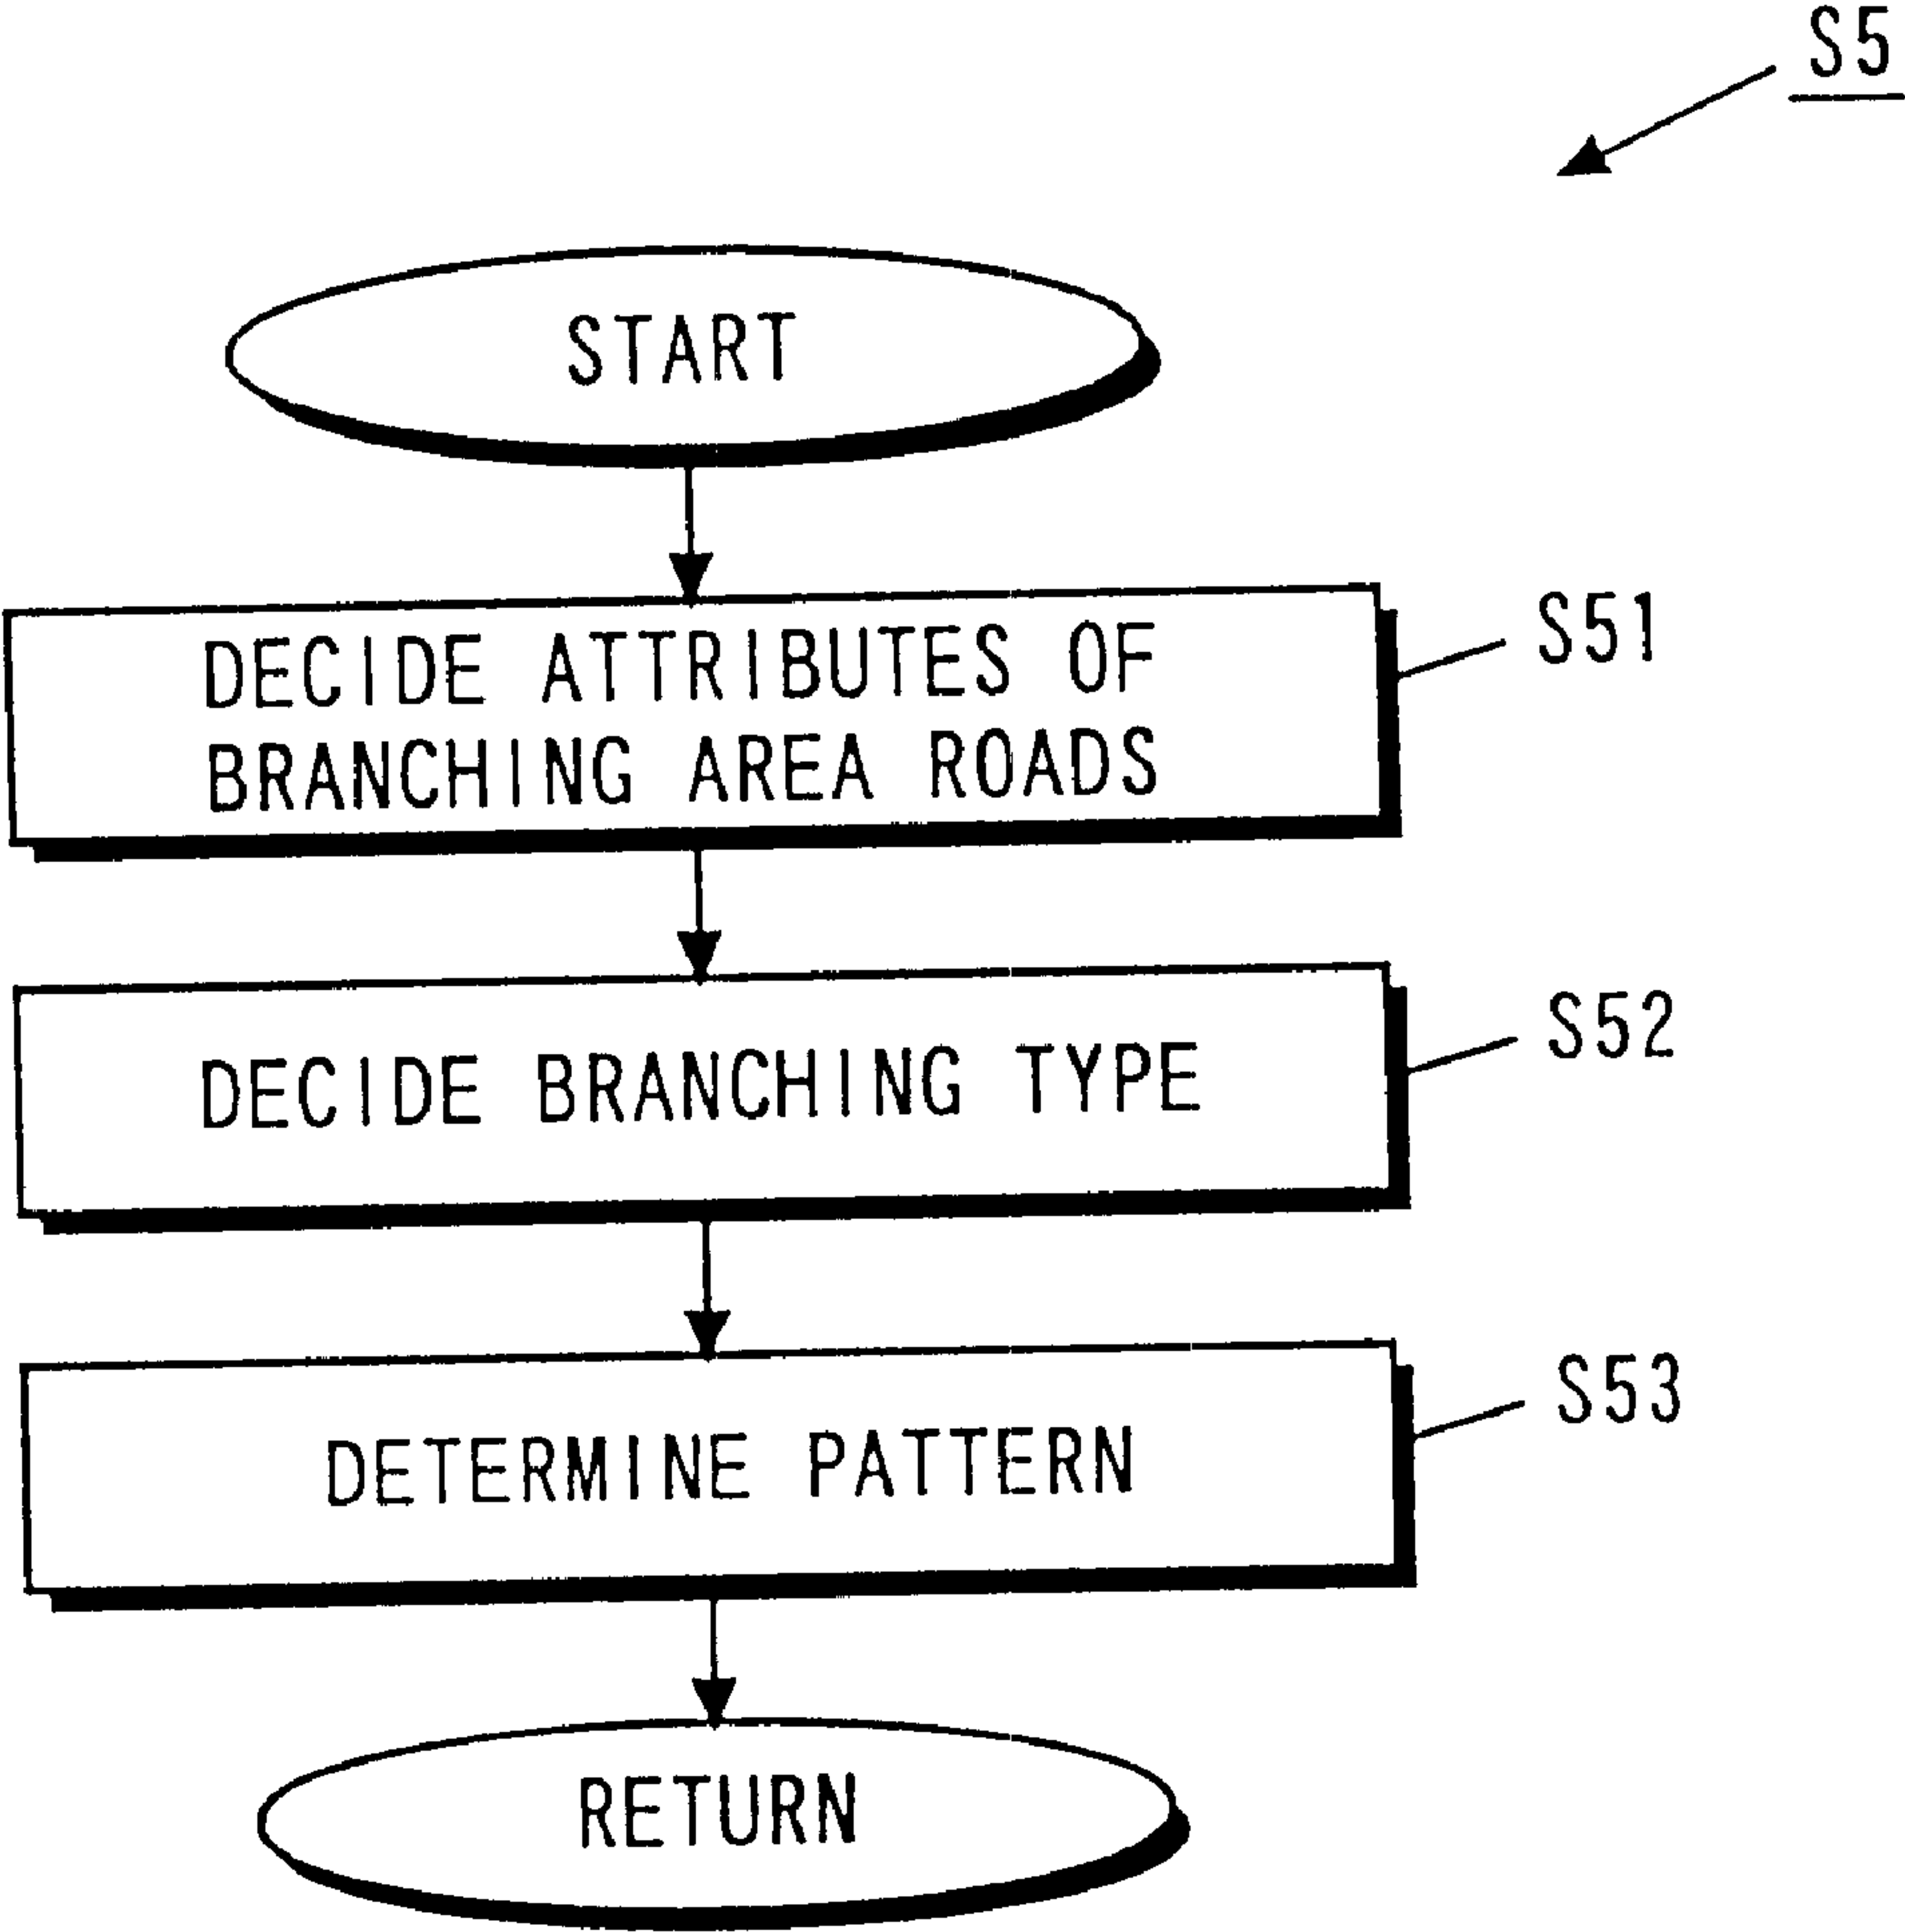 S5
START
DECIDE ATTRIBUTES OF
BRANCHING AREA ROADS
S51
DECIDE BRANCHING TYPE
S52
DETERMINE PATTERN
S53
RETURN